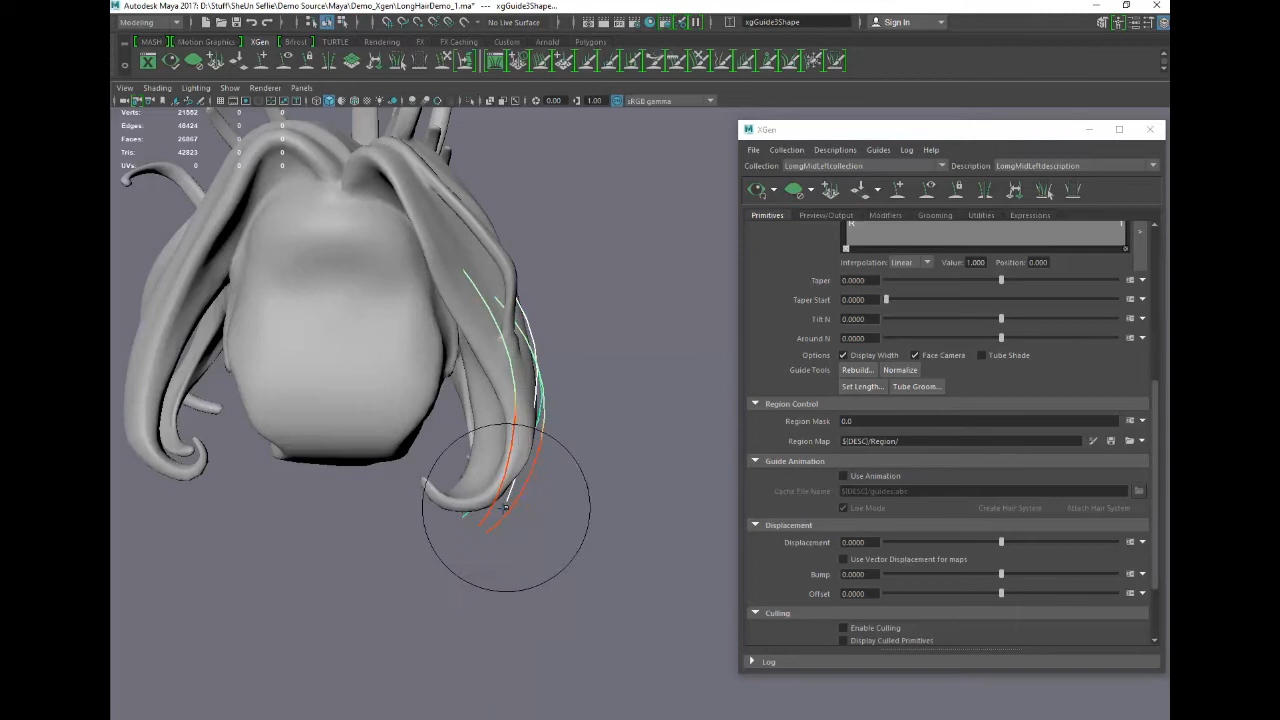 Autodesk Maya 2017: D:\Stuff\SheUn Selfie\Demo Source\Maya\Demo_Xgen\LongHairDemo_1.ma* --- xgGuide3Shape...
Modeling No Live Surface xgGuide3Shape Sign In
MASH Motion Graphics XGen Bifrost TURTLE Rendering FX FX Caching Custom Arnold Polygons
View Shading Lighting Show Renderer Panels
0.00 1.00 sRGB gamma
Verts: 21552 0 0
Edges: 48424 0 0
Faces: 26867 0 0
Tris: 42823 0 0
UVs: 0 0 0
XGen
File Collection Descriptions Guides Log Help
Collection LomgMidLeftcollection Description LomgMidLeftdescription
Primitives Preview/Output Modifiers Grooming Utilities Expressions
R
>
Interpolation: Linear Value: 1.000 Position: 0.000
Taper 0.0000
Taper Start 0.0000
Tilt N 0.0000
Around N 0.0000
Options Display Width Face Camera Tube Shade
Guide Tools Rebuild... Normalize
Set Length... Tube Groom...
Region Control
Region Mask 0.0
Region Map ${DESC}/Region/
Guide Animation
Use Animation
Cache File Name ${DESC}/guides.abc
Live Mode Create Hair System Attach Hair System
Displacement
Displacement 0.0000
Use Vector Displacement for maps
Bump 0.0000
Offset 0.0000
Culling
Enable Culling
Display Culled Primitives
Log